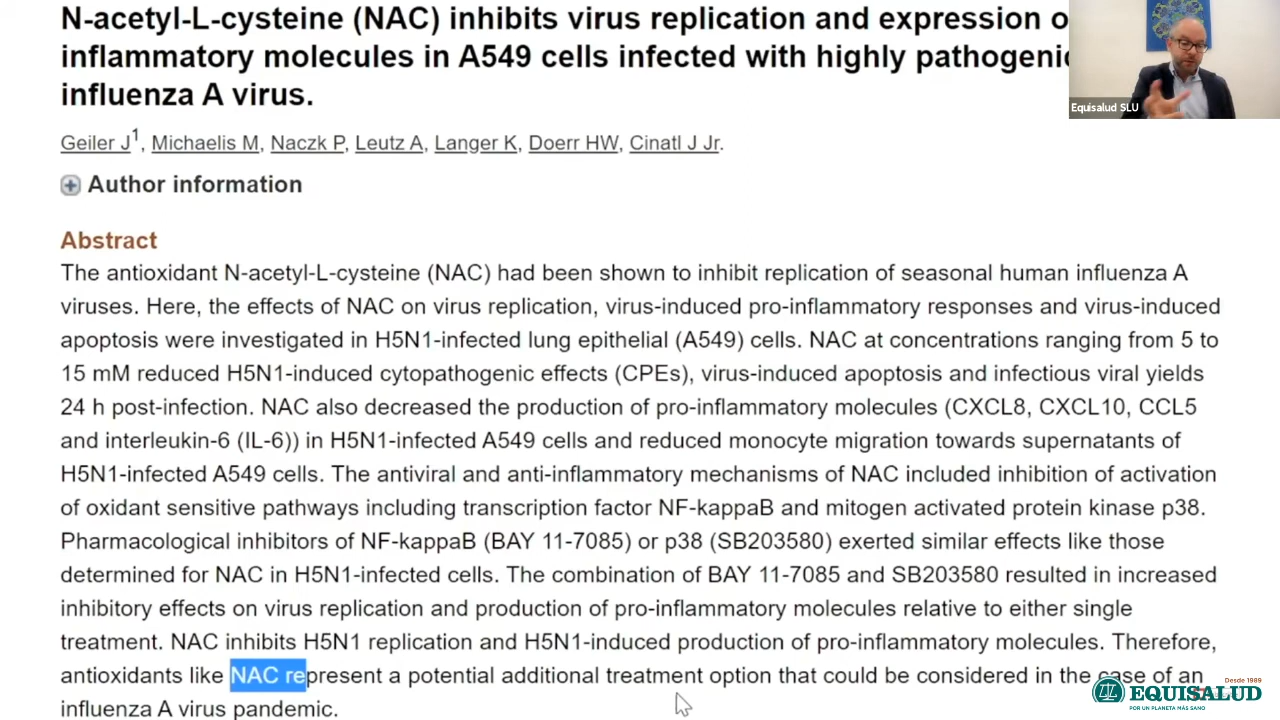 N-acetyl-L-cysteine (NAC) inhibits virus replication and expression o
inflammatory molecules in A549 cells infected with highly pathogenic
influenza A virus.
Equisalud SLU
Geiler J1, Michaelis M, Naczk P, Leutz A, Langer K, Doerr HW, Cinatl J Jr.
Author information
Abstract
The antioxidant N-acetyl-L-cysteine (NAC) had been shown to inhibit replication of seasonal human influenza A
viruses. Here, the effects of NAC on virus replication, virus-induced pro-inflammatory responses and virus-induced
apoptosis were investigated in H5N1-infected lung epithelial (A549) cells. NAC at concentrations ranging from 5 to
15 mM reduced H5N1-induced cytopathogenic effects (CPEs), virus-induced apoptosis and infectious viral yields
24 h post-infection. NAC also decreased the production of pro-inflammatory molecules (CXCL8, CXCL10, CCL5
and interleukin-6 (IL-6)) in H5N1-infected A549 cells and reduced monocyte migration towards supernatants of
H5N1-infected A549 cells. The antiviral and anti-inflammatory mechanisms of NAC included inhibition of activation
of oxidant sensitive pathways including transcription factor NF-kappaB and mitogen activated protein kinase p38.
Pharmacological inhibitors of NF-kappaB (BAY 11-7085) or p38 (SB203580) exerted similar effects like those
determined for NAC in H5N1-infected cells. The combination of BAY 11-7085 and SB203580 resulted in increased
inhibitory effects on virus replication and production of pro-inflammatory molecules relative to either single
treatment. NAC inhibits H5N1 replication and H5N1-induced production of pro-inflammatory molecules. Therefore,
antioxidants like NAC represent a potential additional treatment option that could be considered in the case of an
influenza A virus pandemic.
Desde 1989
EQUISALUD
POR UN PLANETA MÁS SANO